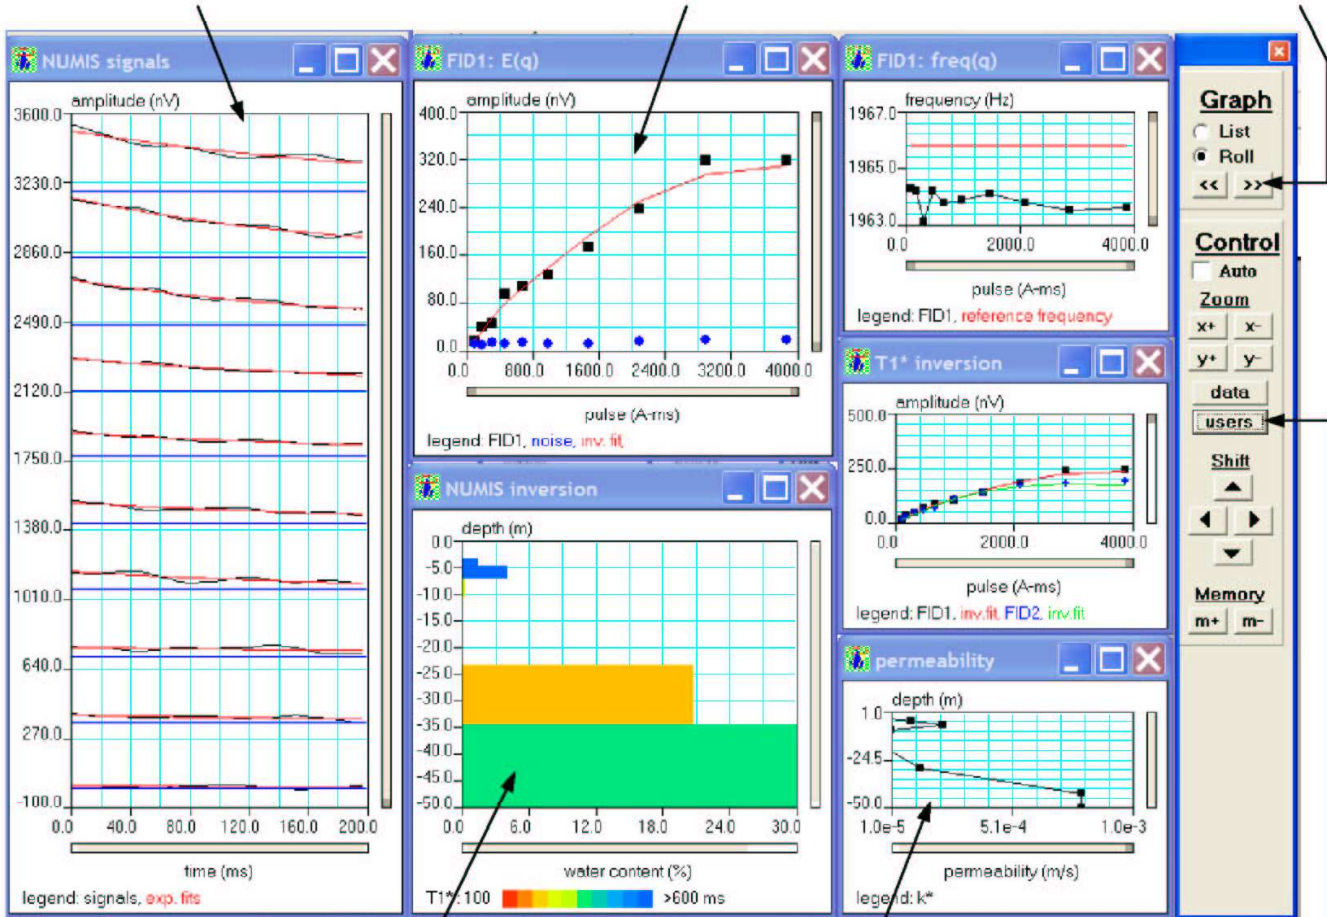 NUMIS signals
amplitude (nV)
3600.0
3230.0
2860.0
2490.0
2120.0
1750.0
1380.0
1010.0
640.0
270.0
-100.0
0.0 40.0 80.0 120.0 160.0 200.0
time (ms)
legend: signals, exp. fits
FID1: E(q)
amplitude (nV)
400.0
320.0
240.0
160.0
80.0
0.0
0.0 800.0 1600.0 2400.0 3200.0 4000.0
pulse (A-ms)
legend: FID1, noise, inv. fit,
NUMIS inversion
depth (m)
0.0
-5.0
-10.0
-15.0
-20.0
-25.0
-30.0
-35.0
-40.0
-45.0
-50.0
0.0 6.0 12.0 18.0 24.0 30.0
water content (%)
T1*: 100 >600 ms
FID1: freq(q)
frequency (Hz)
1967.0
1965.0
1963.0
0.0 2000.0 4000.0
pulse (A-ms)
legend: FID1, reference frequency
T1* inversion
amplitude (nV)
500.0
250.0
0.0
0.0 2000.0 4000.0
pulse (A-ms)
legend: FID1, inv.fit, FID2, inv.fit
permeability
depth (m)
1.0
-24.5
-50.0
1.0e-5 5.1e-4 1.0e-3
permeability (m/s)
legend: k*
Graph
List
Roll
<< >>
Control
Auto
Zoom
x+ x-
y+ y-
data
users
Shift
Memory
m+ m-